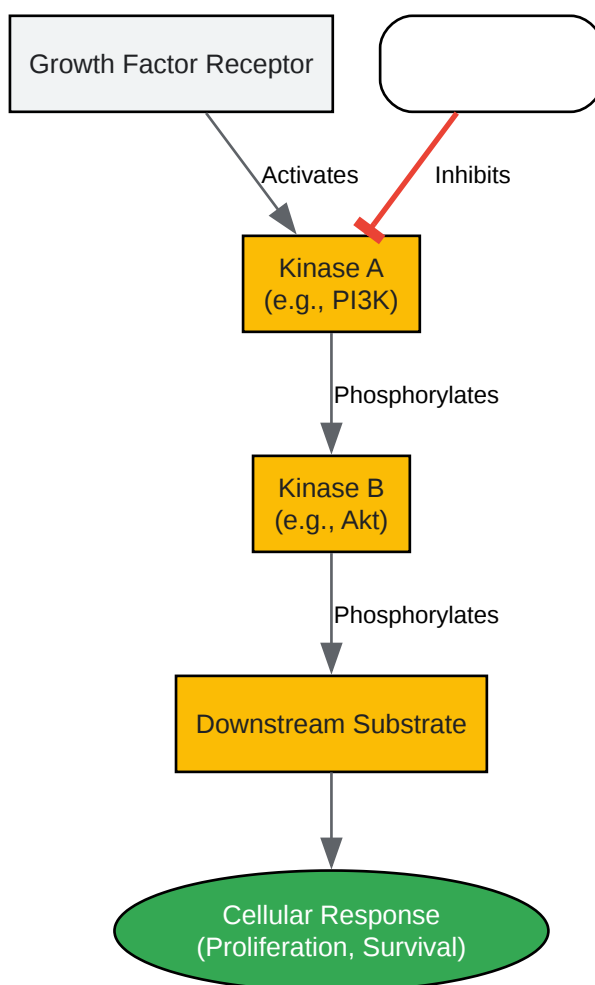 Growth Factor Receptor
Activates
Inhibits
Kinase A
(e.g., PI3K)
Phosphorylates
Kinase B
(e.g., Akt)
Phosphorylates
Downstream Substrate
Cellular Response
(Proliferation, Survival)